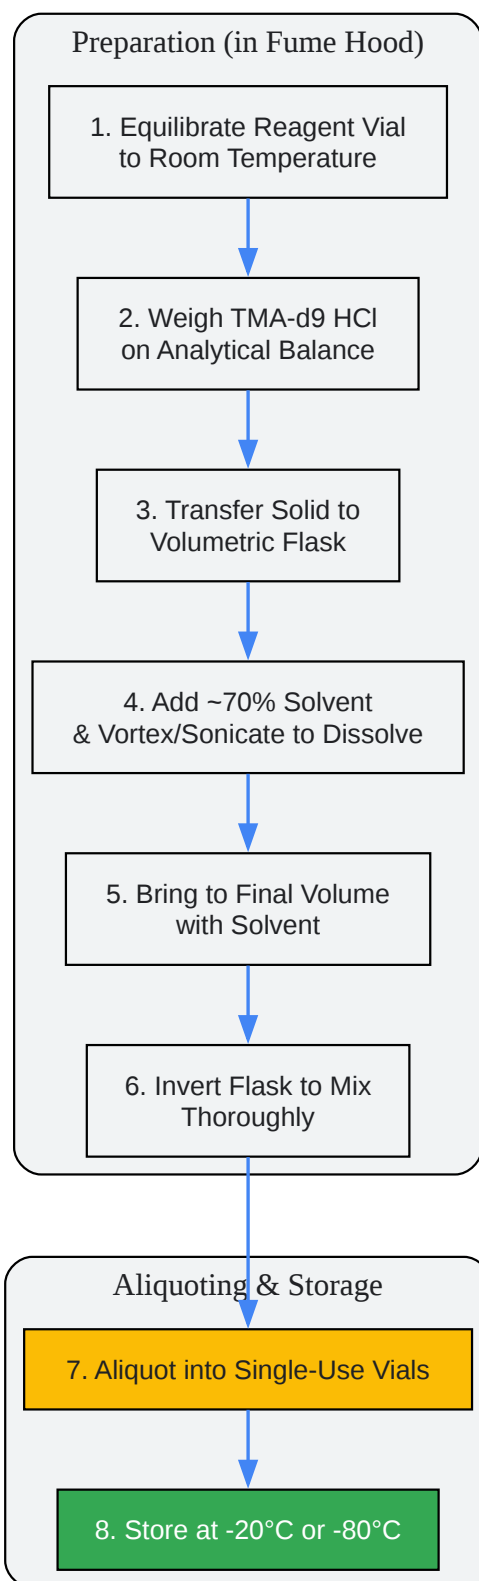 Preparation (in Fume Hood)
1. Equilibrate Reagent Vial
to Room Temperature
2. Weigh TMA-d9 HCl
on Analytical Balance
3. Transfer Solid to
Volumetric Flask
4. Add ~70% Solvent
& Vortex/Sonicate to Dissolve
5. Bring to Final Volume
with Solvent
6. Invert Flask to Mix
Thoroughly
Aliquoting & Storage
7. Aliquot into Single-Use Vials
8. Store at -20°C or -80°C